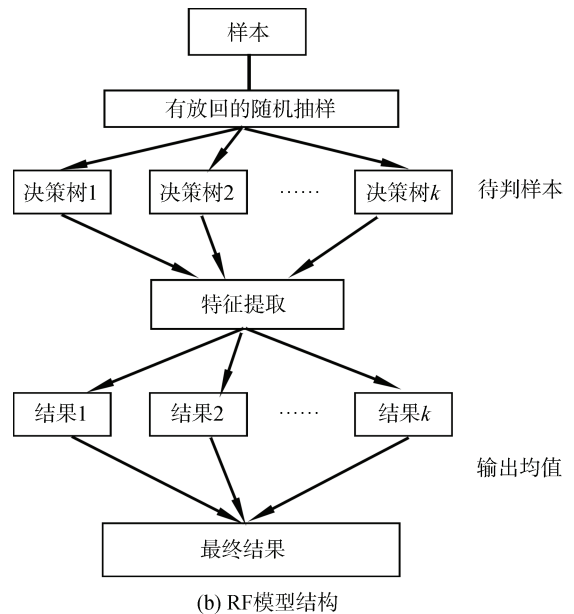 样本
有放回的随机抽样
决策树1 决策树2 …… 决策树k 待判样本
特征提取
结果1 结果2 …… 结果k
输出均值
最终结果
(b) RF模型结构